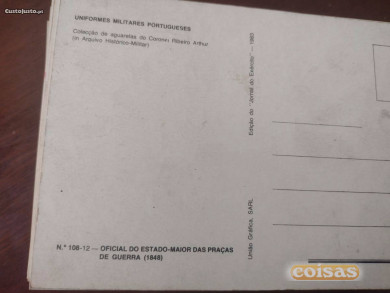 CustoJusto.pt
UNIFORMES MILITARES PORTUGUESES
Colecção de aguarelas do Coronel Ribeiro Arthur
(in Arquivo Histórico-Militar)
Edição do "Jornal do Exército" — 1983
União Gráfica, SARL
N.º 108-12 — OFICIAL DO ESTADO-MAIOR DAS PRAÇAS
DE GUERRA (1848)
coisas